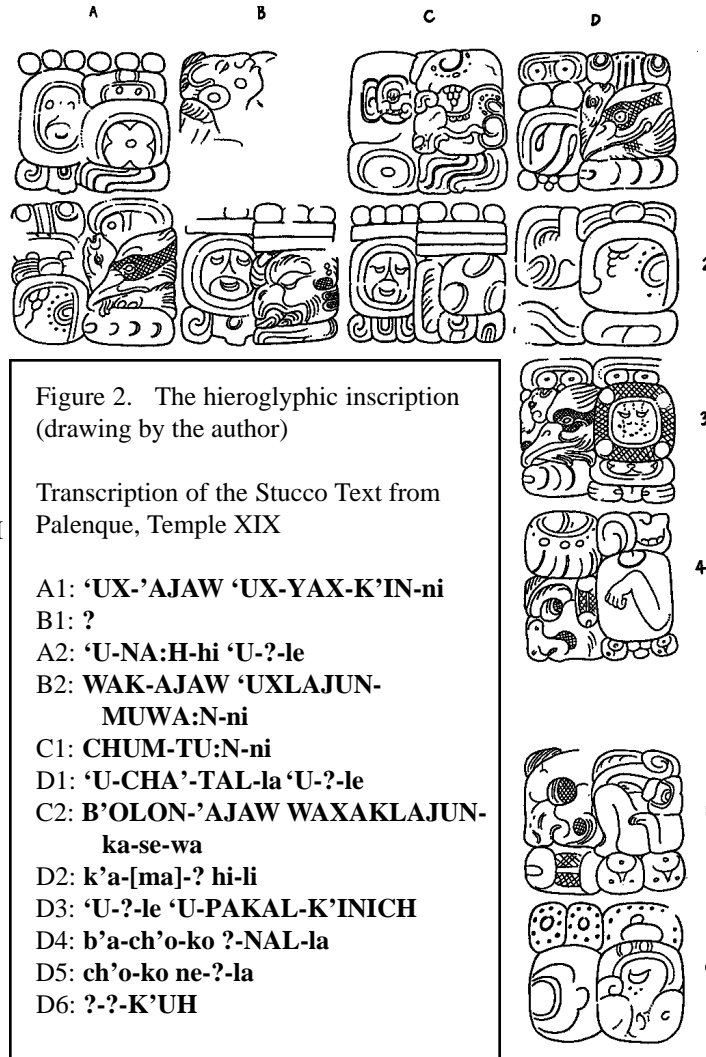 A B C D
2
Figure 2. The hieroglyphic inscription
(drawing by the author)
3
Transcription of the Stucco Text from
Palenque, Temple XIX
4
A1: ‘UX-’AJAW ‘UX-YAX-K’IN-ni
B1: ?
A2: ‘U-NA:H-hi ‘U-?-le
B2: WAK-AJAW ‘UXLAJUN-
MUWA:N-ni
C1: CHUM-TU:N-ni
D1: ‘U-CHA’-TAL-la ‘U-?-le
C2: B’OLON-’AJAW WAXAKLAJUN-
ka-se-wa
D2: k’a-[ma]-? hi-li
D3: ‘U-?-le ‘U-PAKAL-K’INICH
D4: b’a-ch’o-ko ?-NAL-la
D5: ch’o-ko ne-?-la
D6: ?-?-K’UH